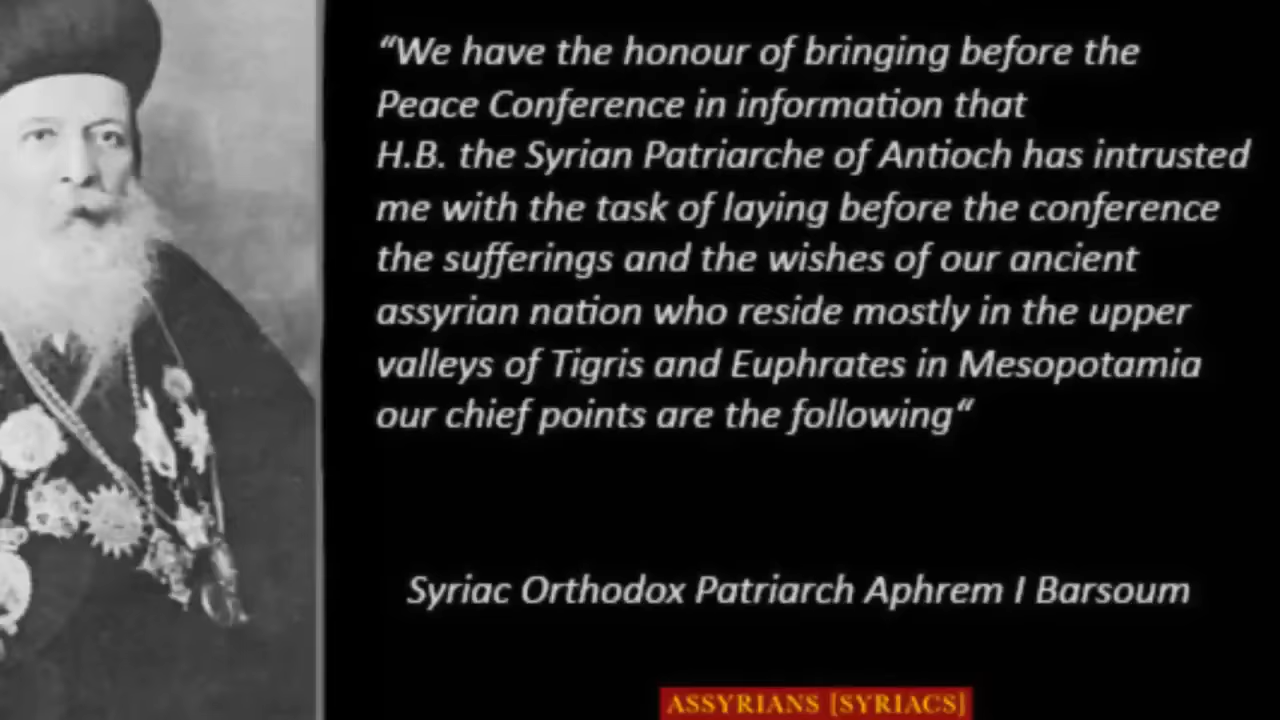 “We have the honour of bringing before the
Peace Conference in information that
H.B. the Syrian Patriarche of Antioch has intrusted
me with the task of laying before the conference
the sufferings and the wishes of our ancient
assyrian nation who reside mostly in the upper
valleys of Tigris and Euphrates in Mesopotamia
our chief points are the following“
Syriac Orthodox Patriarch Aphrem I Barsoum
ASSYRIANS [SYRIACS]